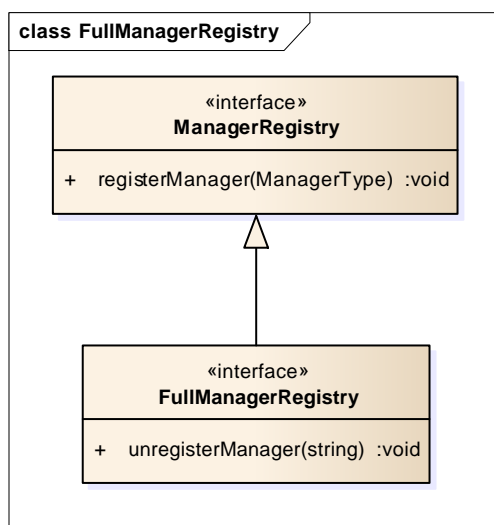 class FullManagerRegistry
«interface»
ManagerRegistry
+ registerManager(ManagerType) :void
«interface»
FullManagerRegistry
+ unregisterManager(string) :void